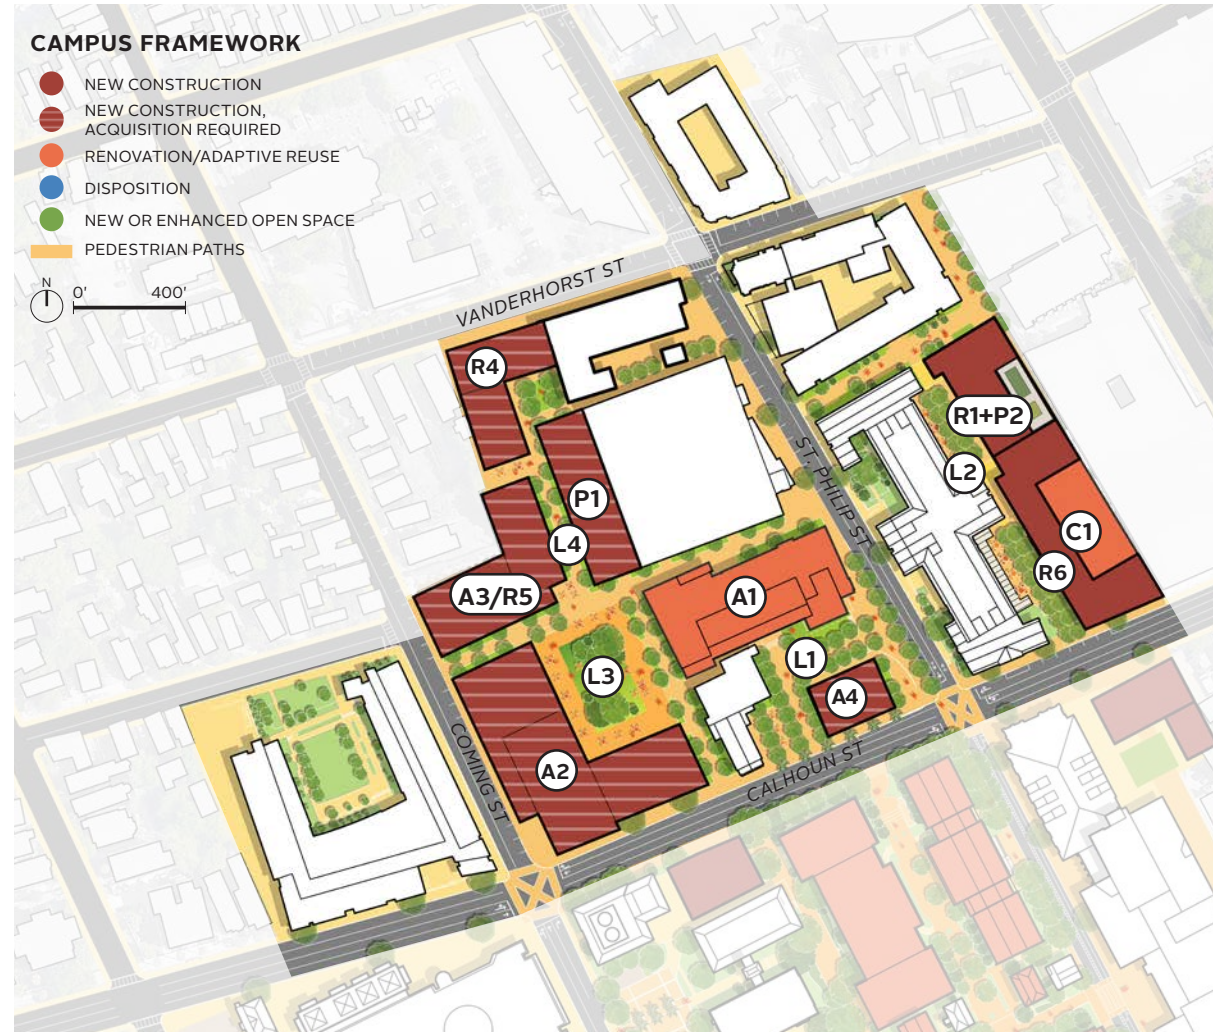 CAMPUS FRAMEWORK
NEW CONSTRUCTION
NEW CONSTRUCTION,
ACQUISITION REQUIRED
RENOVATION/ADAPTIVE REUSE
DISPOSITION
NEW OR ENHANCED OPEN SPACE
PEDESTRIAN PATHS
N
0' 400'
VANDERHORST ST
R4
R1+P2
ST. PHILIP ST
L2
P1
C1
L4
R6
A3/R5
A1
L1
L3
A4
COMING ST
A2
CALHOUN ST